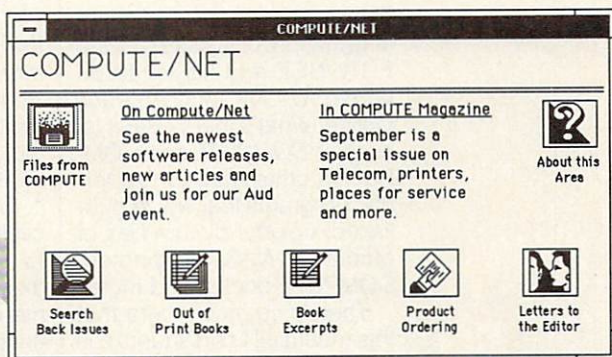 COMPUTE/NET
COMPUTE/NET
On Compute/Net
See the newest
software releases,
new articles and
join us for our Aud
event.
In COMPUTE Magazine
September is a
special issue on
Telecom, printers,
places for service
and more.
Files from
COMPUTE
About this
Area
Search
Back Issues
Out of
Print Books
Book
Excerpts
Product
Ordering
Letters to
the Editor